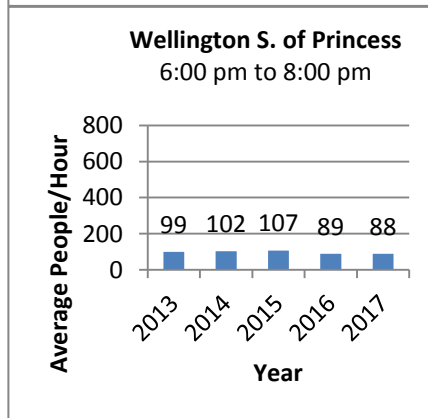 Wellington S. of Princess
6:00 pm to 8:00 pm
Average People/Hour
800
600
400
200
0
99 102 107 89 88
2013 2014 2015 2016 2017
Year